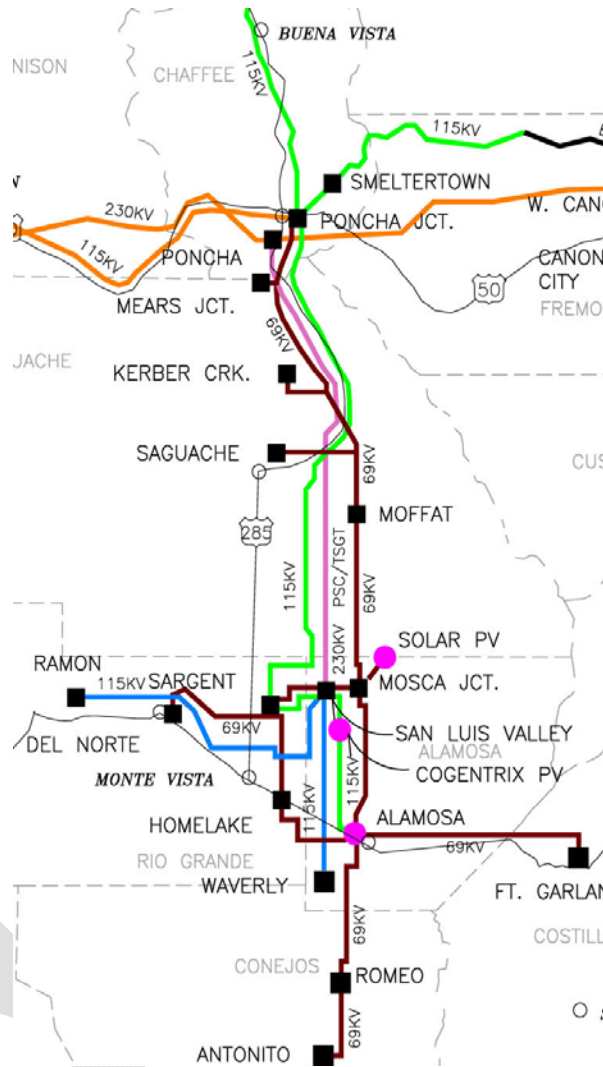 BUENA VISTA
NISON
CHAFFEE
115KV
115KV
SMELTERTOWN
N
230KV
W. CANO
PONCHA JCT.
PONCHA
115KV
CANON
CITY
50
MEARS JCT.
FREMO
69KV
UACHE
KERBER CRK.
SAGUACHE
69KV
CUS
MOFFAT
285
115KV
PSC/TSGT
69KV
230KV
SOLAR PV
RAMON
115KV
SARGENT
MOSCA JCT.
69KV
SAN LUIS VALLEY
DEL NORTE
ALAMOSA
COGENTRIX PV
MONTE VISTA
115KV
115KV
HOMELAKE
ALAMOSA
69KV
RIO GRANDE
WAVERLY
FT. GARLAN
69KV
COSTILL
CONEJOS
ROMEO
69KV
ANTONITO